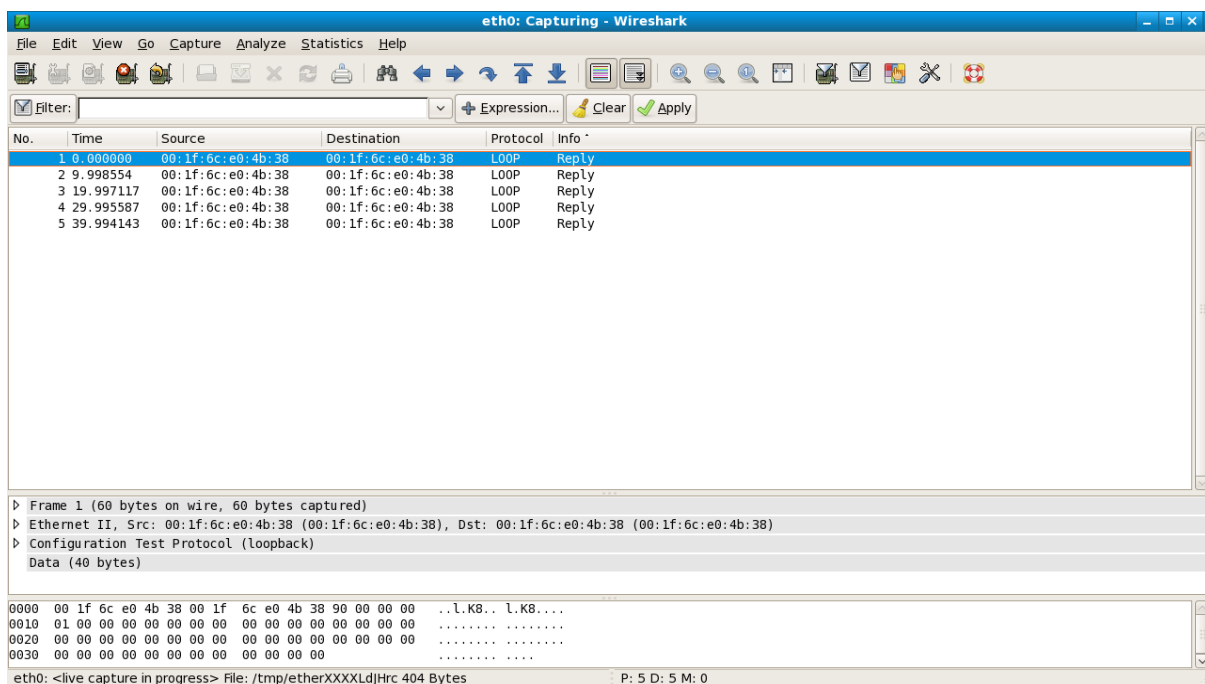 eth0: Capturing - Wireshark
File Edit View Go Capture Analyze Statistics Help
Filter: Expression... Clear Apply
No. Time Source Destination Protocol Info
1 0.000000 00:1f:6c:e0:4b:38 00:1f:6c:e0:4b:38 LOOP Reply
2 9.998554 00:1f:6c:e0:4b:38 00:1f:6c:e0:4b:38 LOOP Reply
3 19.997117 00:1f:6c:e0:4b:38 00:1f:6c:e0:4b:38 LOOP Reply
4 29.995587 00:1f:6c:e0:4b:38 00:1f:6c:e0:4b:38 LOOP Reply
5 39.994143 00:1f:6c:e0:4b:38 00:1f:6c:e0:4b:38 LOOP Reply
Frame 1 (60 bytes on wire, 60 bytes captured)
Ethernet II, Src: 00:1f:6c:e0:4b:38 (00:1f:6c:e0:4b:38), Dst: 00:1f:6c:e0:4b:38 (00:1f:6c:e0:4b:38)
Configuration Test Protocol (loopback)
Data (40 bytes)
0000 00 1f 6c e0 4b 38 00 1f 6c e0 4b 38 90 00 00 00 ..l.K8.. l.K8....
0010 01 00 00 00 00 00 00 00 00 00 00 00 00 00 00 00 ........ ........
0020 00 00 00 00 00 00 00 00 00 00 00 00 00 00 00 00 ........ ........
0030 00 00 00 00 00 00 00 00 00 00 00 00 ........ ....
eth0: <live capture in progress> File: /tmp/etherXXXXLdJHrc 404 Bytes P: 5 D: 5 M: 0